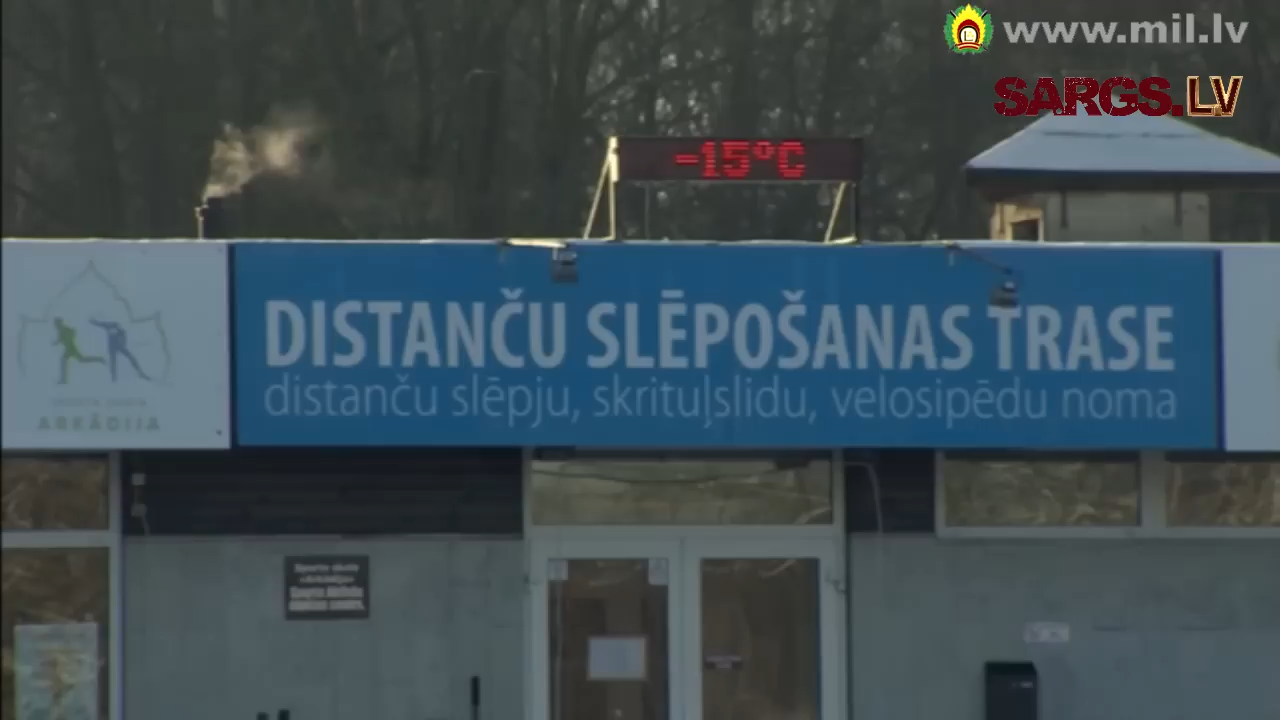 www.mil.lv
SARGS.LV
-15°C
DISTANČU SLĒPOŠANAS TRASE
distanču slēpju, skrituļslidu, velosipēdu noma
ARKĀDIJA